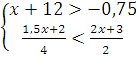 x + 12 > −0,75
1,5x+2/4 < 2x+3/2